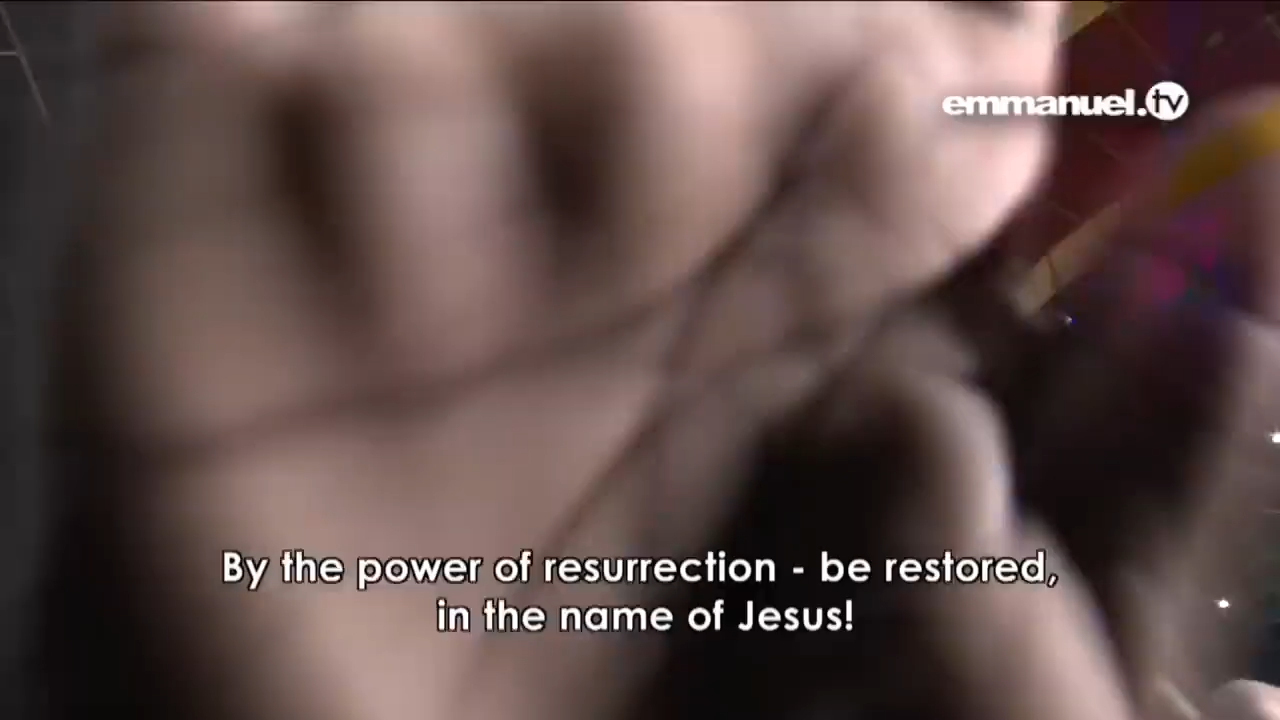 emmanuel.tv
By the power of resurrection - be restored,
in the name of Jesus!